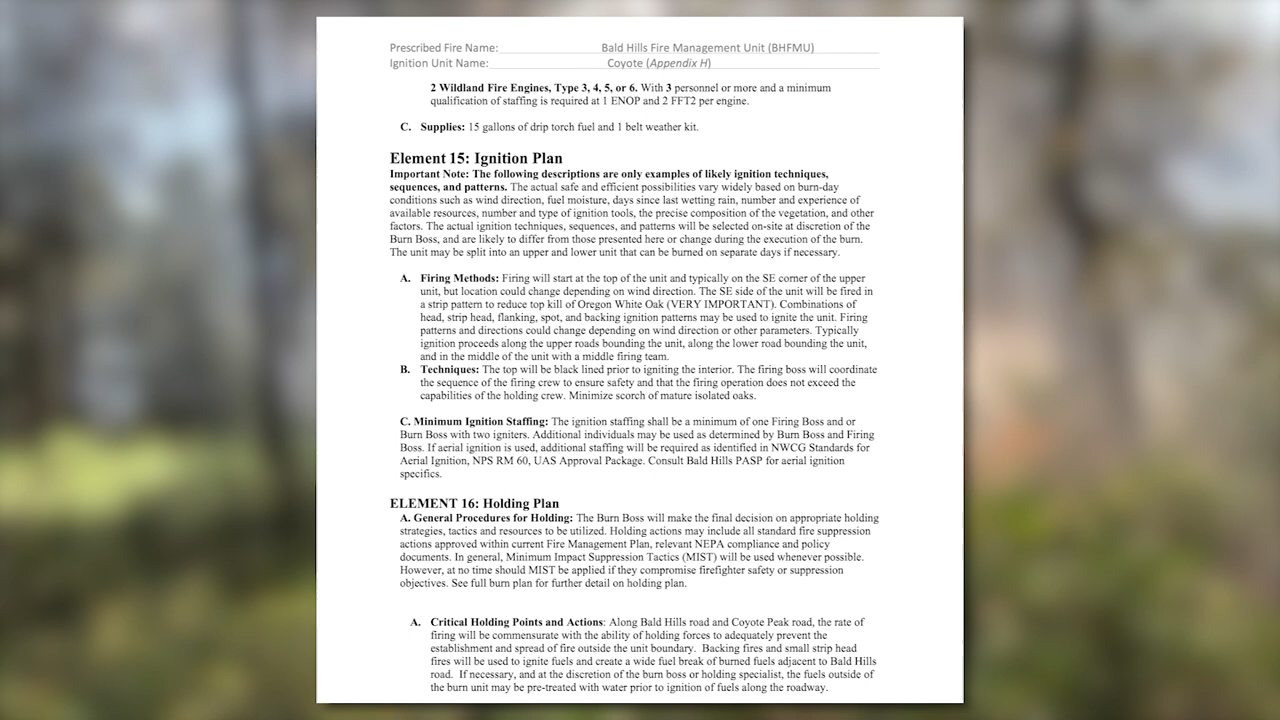 Prescribed Fire Name: Bald Hills Fire Management Unit (BHFMU)
Ignition Unit Name: Coyote (Appendix H)
2 Wildland Fire Engines, Type 3, 4, 5, or 6. With 3 personnel or more and a minimum
qualification of staffing is required at 1 ENOP and 2 FFT2 per engine.
C. Supplies: 15 gallons of drip torch fuel and 1 belt weather kit.
Element 15: Ignition Plan
Important Note: The following descriptions are only examples of likely ignition techniques,
sequences, and patterns. The actual safe and efficient possibilities vary widely based on burn-day
conditions such as wind direction, fuel moisture, days since last wetting rain, number and experience of
available resources, number and type of ignition tools, the precise composition of the vegetation, and other
factors. The actual ignition techniques, sequences, and patterns will be selected on-site at discretion of the
Burn Boss, and are likely to differ from those presented here or change during the execution of the burn.
The unit may be split into an upper and lower unit that can be burned on separate days if necessary.
A. Firing Methods: Firing will start at the top of the unit and typically on the SE corner of the upper
unit, but location could change depending on wind direction. The SE side of the unit will be fired in
a strip pattern to reduce top kill of Oregon White Oak (VERY IMPORTANT). Combinations of
head, strip head, flanking, spot, and backing ignition patterns may be used to ignite the unit. Firing
patterns and directions could change depending on wind direction or other parameters. Typically
ignition proceeds along the upper roads bounding the unit, along the lower road bounding the unit,
and in the middle of the unit with a middle firing team.
B. Techniques: The top will be black lined prior to igniting the interior. The firing boss will coordinate
the sequence of the firing crew to ensure safety and that the firing operation does not exceed the
capabilities of the holding crew. Minimize scorch of mature isolated oaks.
C. Minimum Ignition Staffing: The ignition staffing shall be a minimum of one Firing Boss and or
Burn Boss with two igniters. Additional individuals may be used as determined by Burn Boss and Firing
Boss. If aerial ignition is used, additional staffing will be required as identified in NWCG Standards for
Aerial Ignition, NPS RM 60, UAS Approval Package. Consult Bald Hills PASP for aerial ignition
specifics.
ELEMENT 16: Holding Plan
A. General Procedures for Holding: The Burn Boss will make the final decision on appropriate holding
strategies, tactics and resources to be utilized. Holding actions may include all standard fire suppression
actions approved within current Fire Management Plan, relevant NEPA compliance and policy
documents. In general, Minimum Impact Suppression Tactics (MIST) will be used whenever possible.
However, at no time should MIST be applied if they compromise firefighter safety or suppression
objectives. See full burn plan for further detail on holding plan.
A. Critical Holding Points and Actions: Along Bald Hills road and Coyote Peak road, the rate of
firing will be commensurate with the ability of holding forces to adequately prevent the
establishment and spread of fire outside the unit boundary. Backing fires and small strip head
fires will be used to ignite fuels and create a wide fuel break of burned fuels adjacent to Bald Hills
road. If necessary, and at the discretion of the burn boss or holding specialist, the fuels outside of
the burn unit may be pre-treated with water prior to ignition of fuels along the roadway.